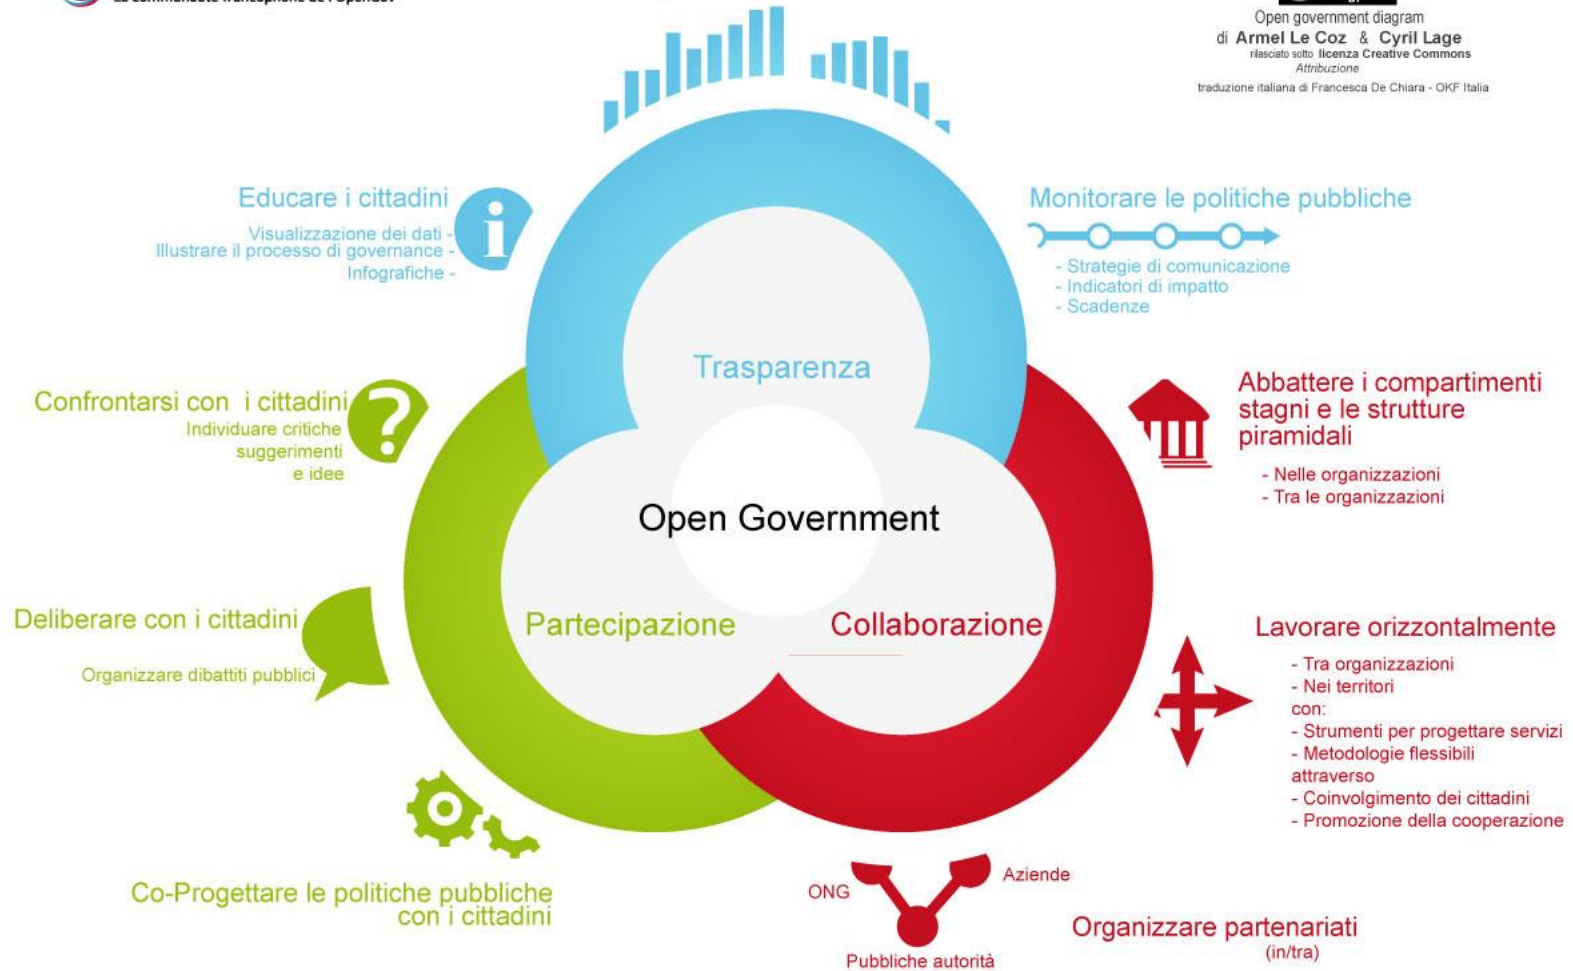 La communauté francophone de l'OpenGov
Open government diagram
di Armel Le Coz & Cyril Lage
rilasciato sotto licenza Creative Commons
Attribuzione
traduzione italiana di Francesca De Chiara - OKF Italia
Educare i cittadini
Visualizzazione dei dati -
Illustrare il processo di governance -
Infografiche -
Monitorare le politiche pubbliche
- Strategie di comunicazione
- Indicatori di impatto
- Scadenze
Trasparenza
Confrontarsi con i cittadini
Individuare critiche
suggerimenti
e idee
Abbattere i compartimenti
stagni e le strutture
piramidali
- Nelle organizzazioni
- Tra le organizzazioni
Open Government
Deliberare con i cittadini
Organizzare dibattiti pubblici
Partecipazione
Collaborazione
Lavorare orizzontalmente
- Tra organizzazioni
- Nei territori
con:
- Strumenti per progettare servizi
- Metodologie flessibili
attraverso
- Coinvolgimento dei cittadini
- Promozione della cooperazione
Co-Progettare le politiche pubbliche
con i cittadini
ONG
Aziende
Pubbliche autorità
Organizzare partenariati
(in/tra)